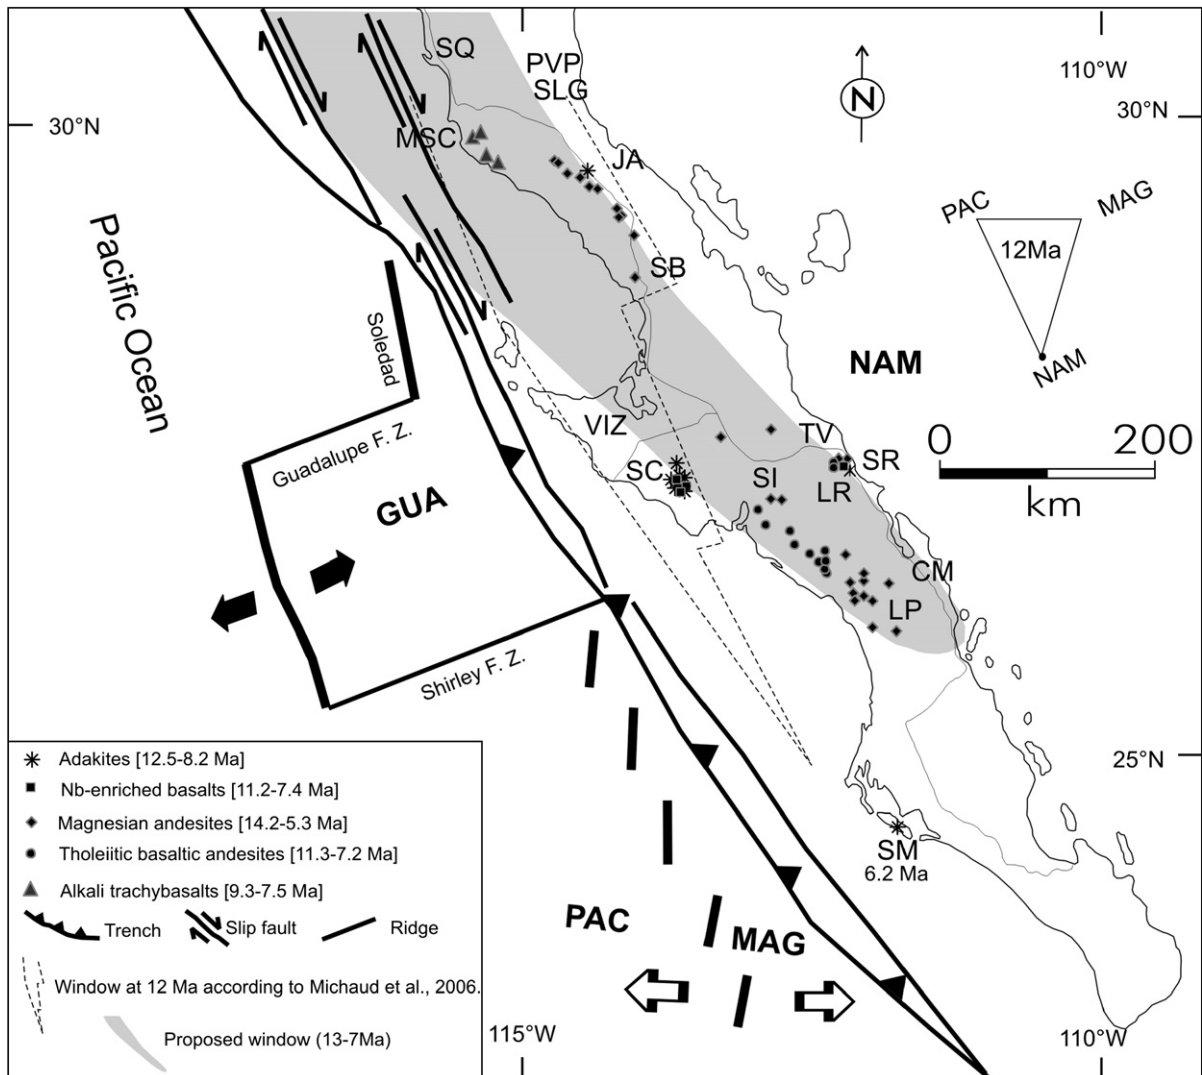 SQ
PVP
SLG
110°W
30°N
30°N
N
MSC
JA
PAC
MAG
12Ma
NAM
SB
Pacific Ocean
Soledad
NAM
Guadalupe F. Z.
VIZ
TV
SR
0 200
km
SC
SI
LR
GUA
CM
LP
Shirley F. Z.
25°N
SM
6.2 Ma
PAC
MAG
115°W
110°W
Adakites [12.5-8.2 Ma]
Nb-enriched basalts [11.2-7.4 Ma]
Magnesian andesites [14.2-5.3 Ma]
Tholeiitic basaltic andesites [11.3-7.2 Ma]
Alkali trachybasalts [9.3-7.5 Ma]
Trench Slip fault Ridge
Window at 12 Ma according to Michaud et al., 2006.
Proposed window (13-7Ma)